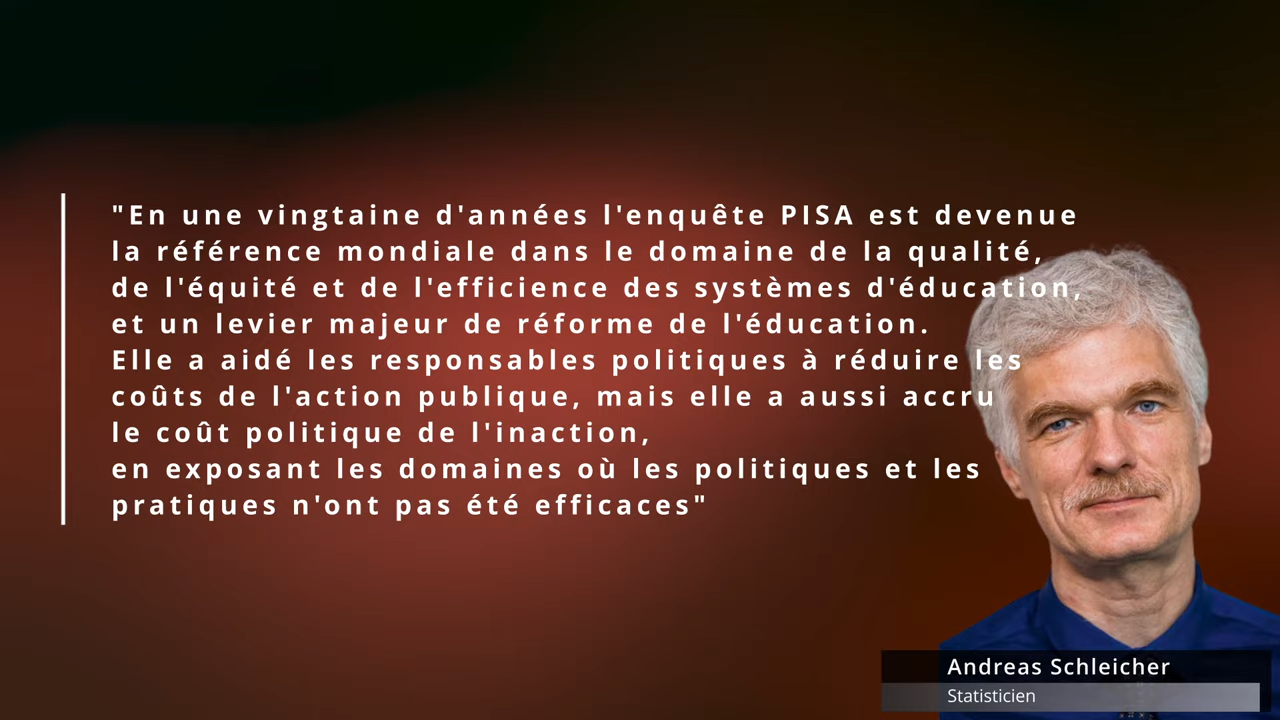 "En une vingtaine d'années l'enquête PISA est devenue
la référence mondiale dans le domaine de la qualité,
de l'équité et de l'efficience des systèmes d'éducation,
et un levier majeur de réforme de l'éducation.
Elle a aidé les responsables politiques à réduire les
coûts de l'action publique, mais elle a aussi accru
le coût politique de l'inaction,
en exposant les domaines où les politiques et les
pratiques n'ont pas été efficaces"
Andreas Schleicher
Statisticien